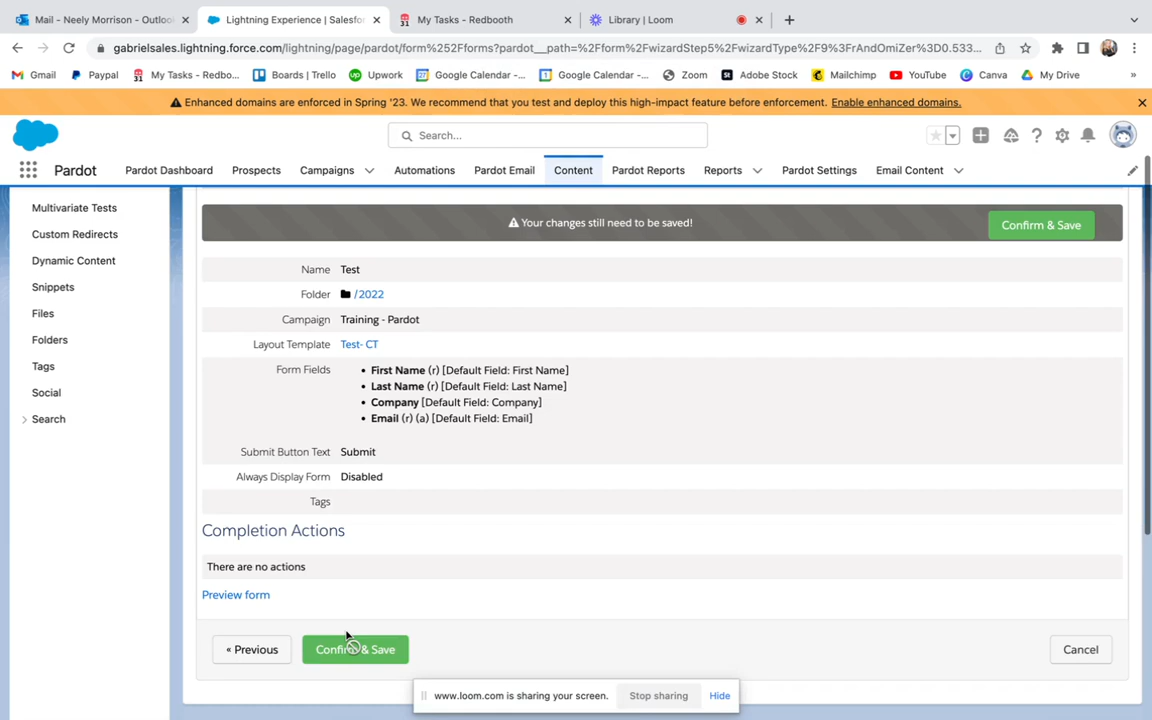 Mail - Neely Morrison - Outlook
Lightning Experience | Salesfor
My Tasks - Redbooth
Library | Loom
gabrielsales.lightning.force.com/lightning/page/pardot/form%252Fforms?pardot__path=%2Fform%2FwizardStep5%2FwizardType%2F9%3FrAndOmiZer%3D0.533...
Gmail Paypal My Tasks - Redbo... Boards | Trello Upwork Google Calendar -... Google Calendar -... Zoom Adobe Stock Mailchimp YouTube Canva My Drive »
Enhanced domains are enforced in Spring '23. We recommend that you test and deploy this high-impact feature before enforcement. Enable enhanced domains.
Search...
Pardot Pardot Dashboard Prospects Campaigns Automations Pardot Email Content Pardot Reports Reports Pardot Settings Email Content
Multivariate Tests
Custom Redirects
Dynamic Content
Snippets
Files
Folders
Tags
Social
Search
Your changes still need to be saved!
Confirm & Save
Name Test
Folder /2022
Campaign Training - Pardot
Layout Template Test- CT
Form Fields • First Name (r) [Default Field: First Name]
• Last Name (r) [Default Field: Last Name]
• Company [Default Field: Company]
• Email (r) (a) [Default Field: Email]
Submit Button Text Submit
Always Display Form Disabled
Tags
Completion Actions
There are no actions
Preview form
« Previous Confirm & Save Cancel
www.loom.com is sharing your screen. Stop sharing Hide